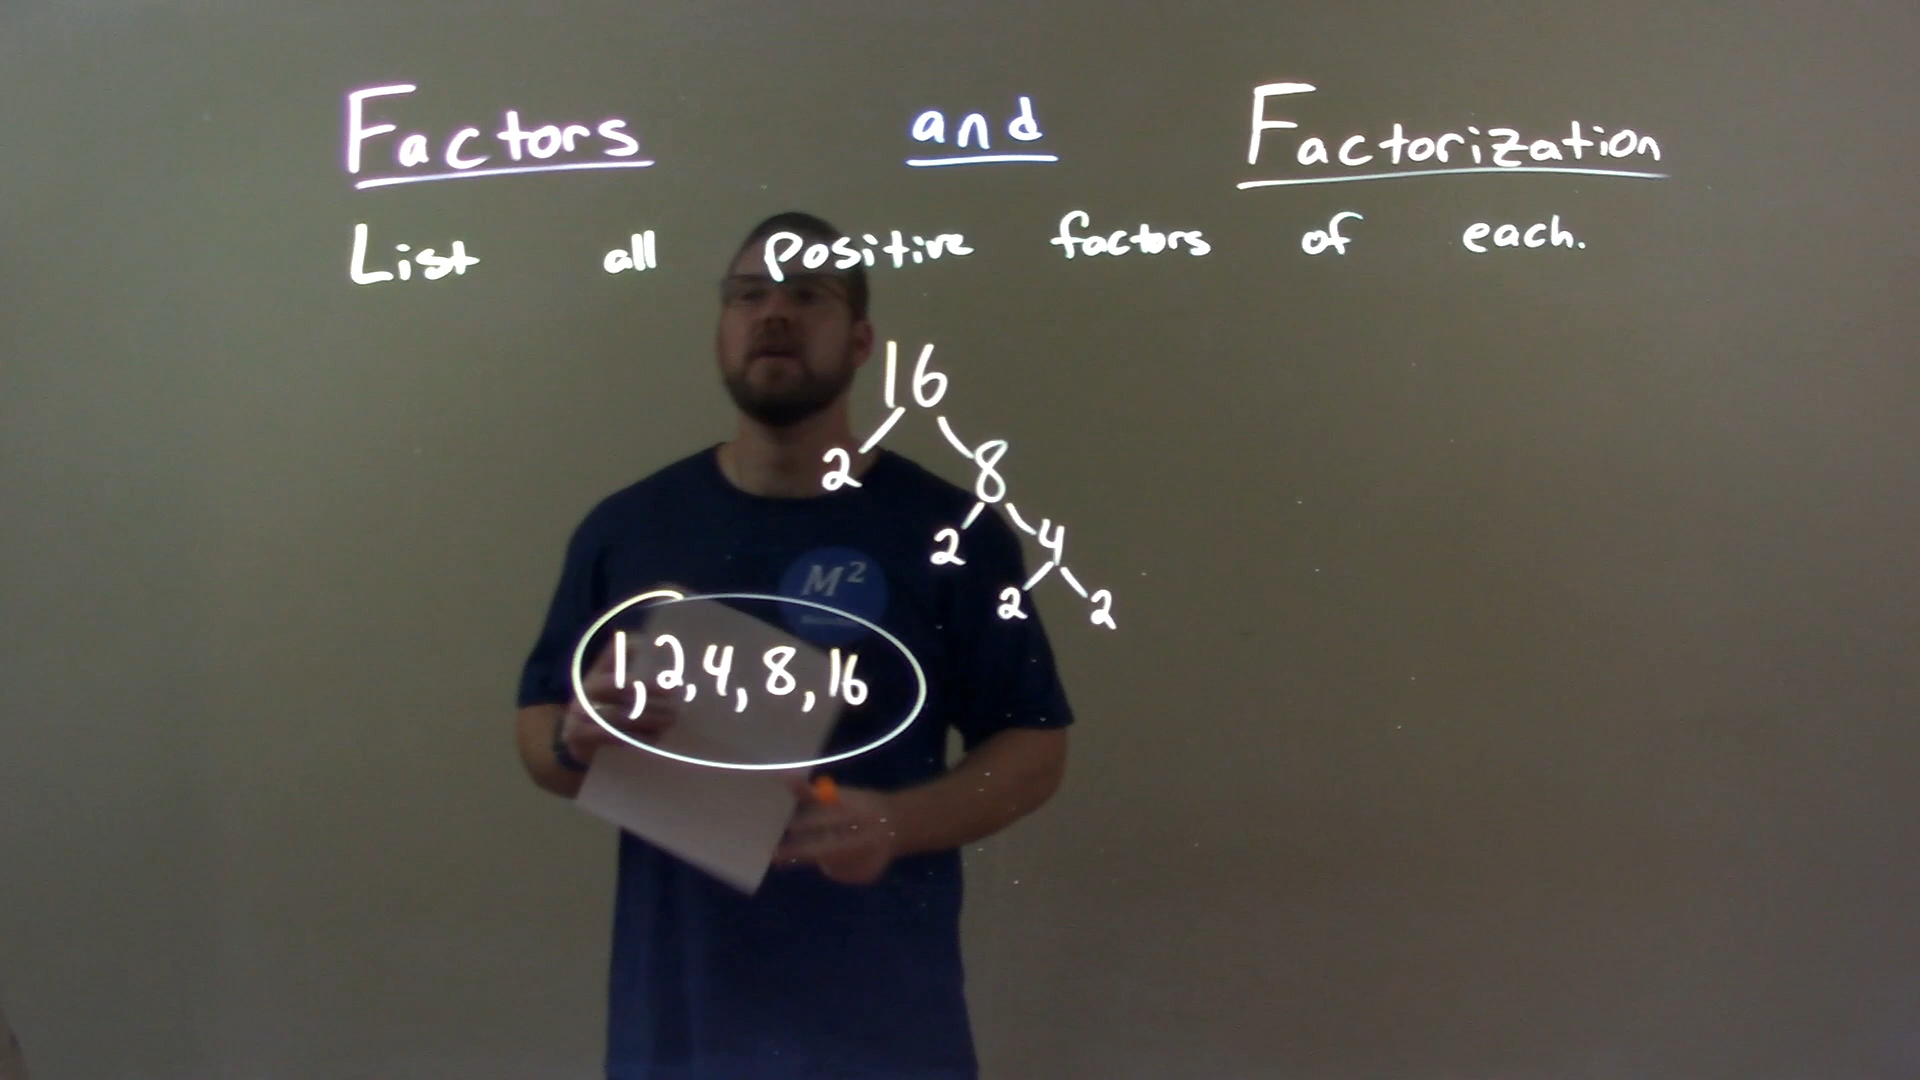 Factors and Factorization
List all positive factors of each.
16
2 8
2 4
2 2
M²
1, 2, 4, 8, 16